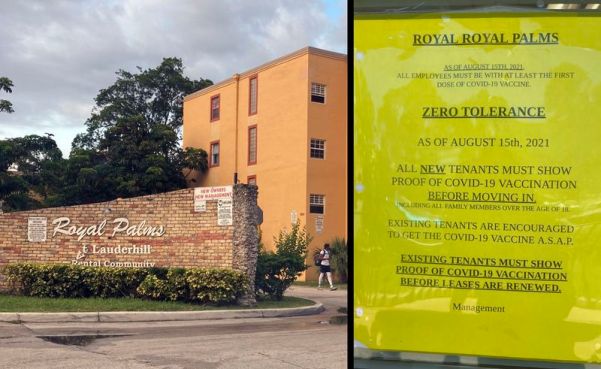 NEW OWNERS
NEW MANAGEMENT
Royal Palms
at Lauderhill
Rental Community
ROYAL ROYAL PALMS
AS OF AUGUST 15TH, 2021
ALL EMPLOYEES MUST BE WITH AT LEAST THE FIRST
DOSE OF COVID-19 VACCINE.
ZERO TOLERANCE
AS OF AUGUST 15th, 2021
ALL NEW TENANTS MUST SHOW
PROOF OF COVID-19 VACCINATION
BEFORE MOVING IN.
INCLUDING ALL FAMILY MEMBERS OVER THE AGE OF 18.
EXISTING TENANTS ARE ENCOURAGED
TO GET THE COVID-19 VACCINE A.S.A.P.
EXISTING TENANTS MUST SHOW
PROOF OF COVID-19 VACCINATION
BEFORE LEASES ARE RENEWED.
Management